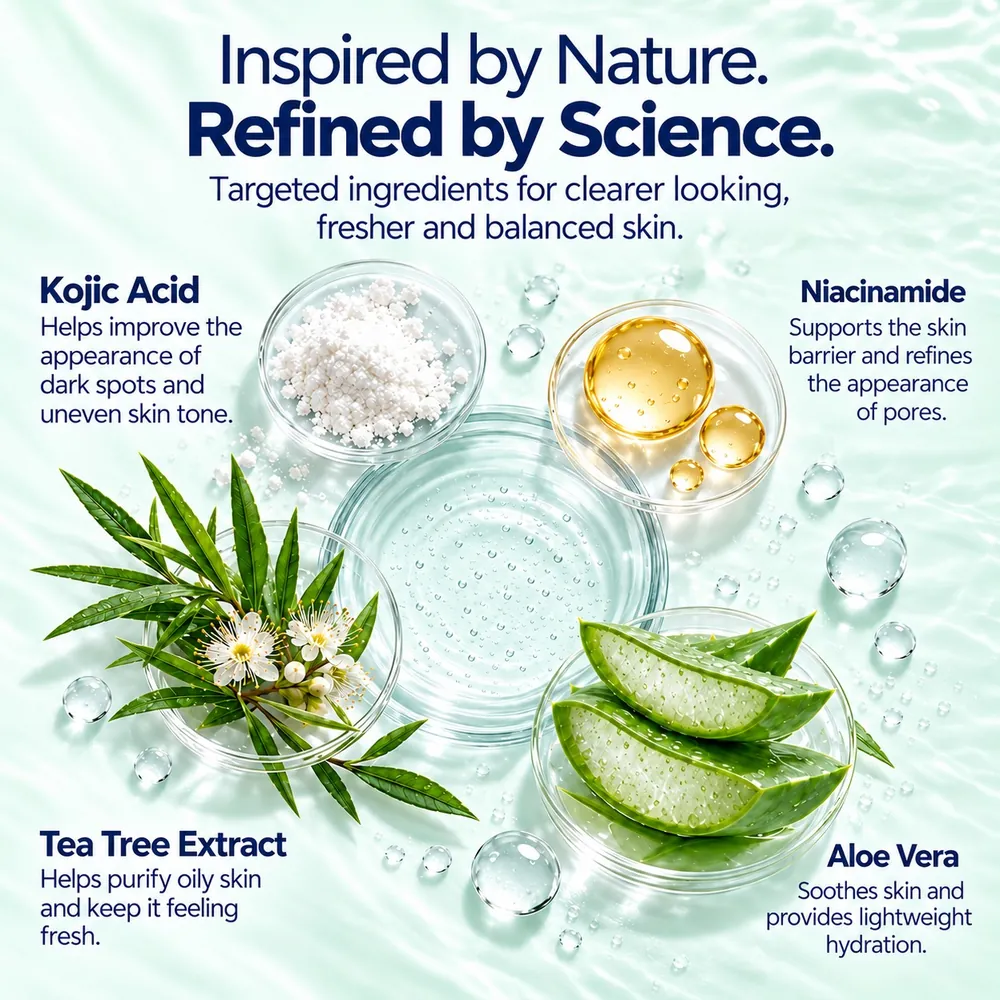 Inspired by Nature.
Refined by Science.
Targeted ingredients for clearer looking,
fresher and balanced skin.
Kojic Acid
Helps improve the
appearance of
dark spots and
uneven skin tone.
Niacinamide
Supports the skin
barrier and refines
the appearance
of pores.
Tea Tree Extract
Helps purify oily skin
and keep it feeling
fresh.
Aloe Vera
Soothes skin and
provides lightweight
hydration.